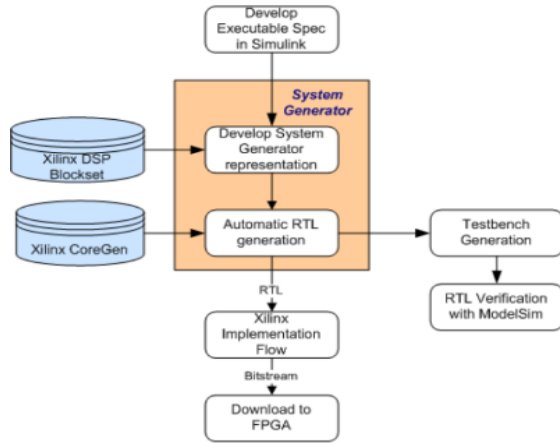 Develop
Executable Spec
in Simulink
System
Generator
Develop System
Generator
representation
Xilinx DSP
Blockset
Automatic RTL
generation
Xilinx CoreGen
Testbench
Generation
RTL Verification
with ModelSim
RTL
Xilinx
Implementation
Flow
Bitstream
Download to
FPGA